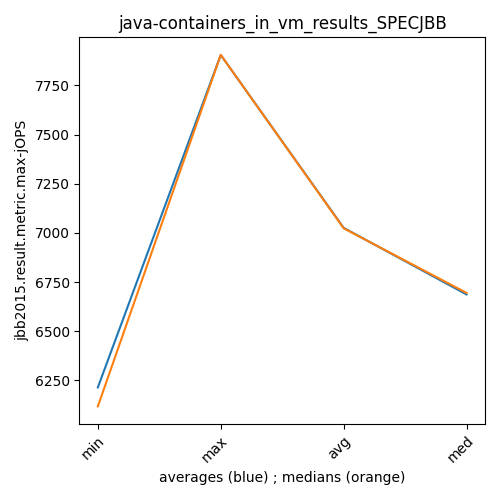 java-containers_in_vm_results_SPECJBB
jbb2015.result.metric.max-jOPS
7750
7500
7250
7000
6750
6500
6250
min
max
avg
med
averages (blue) ; medians (orange)